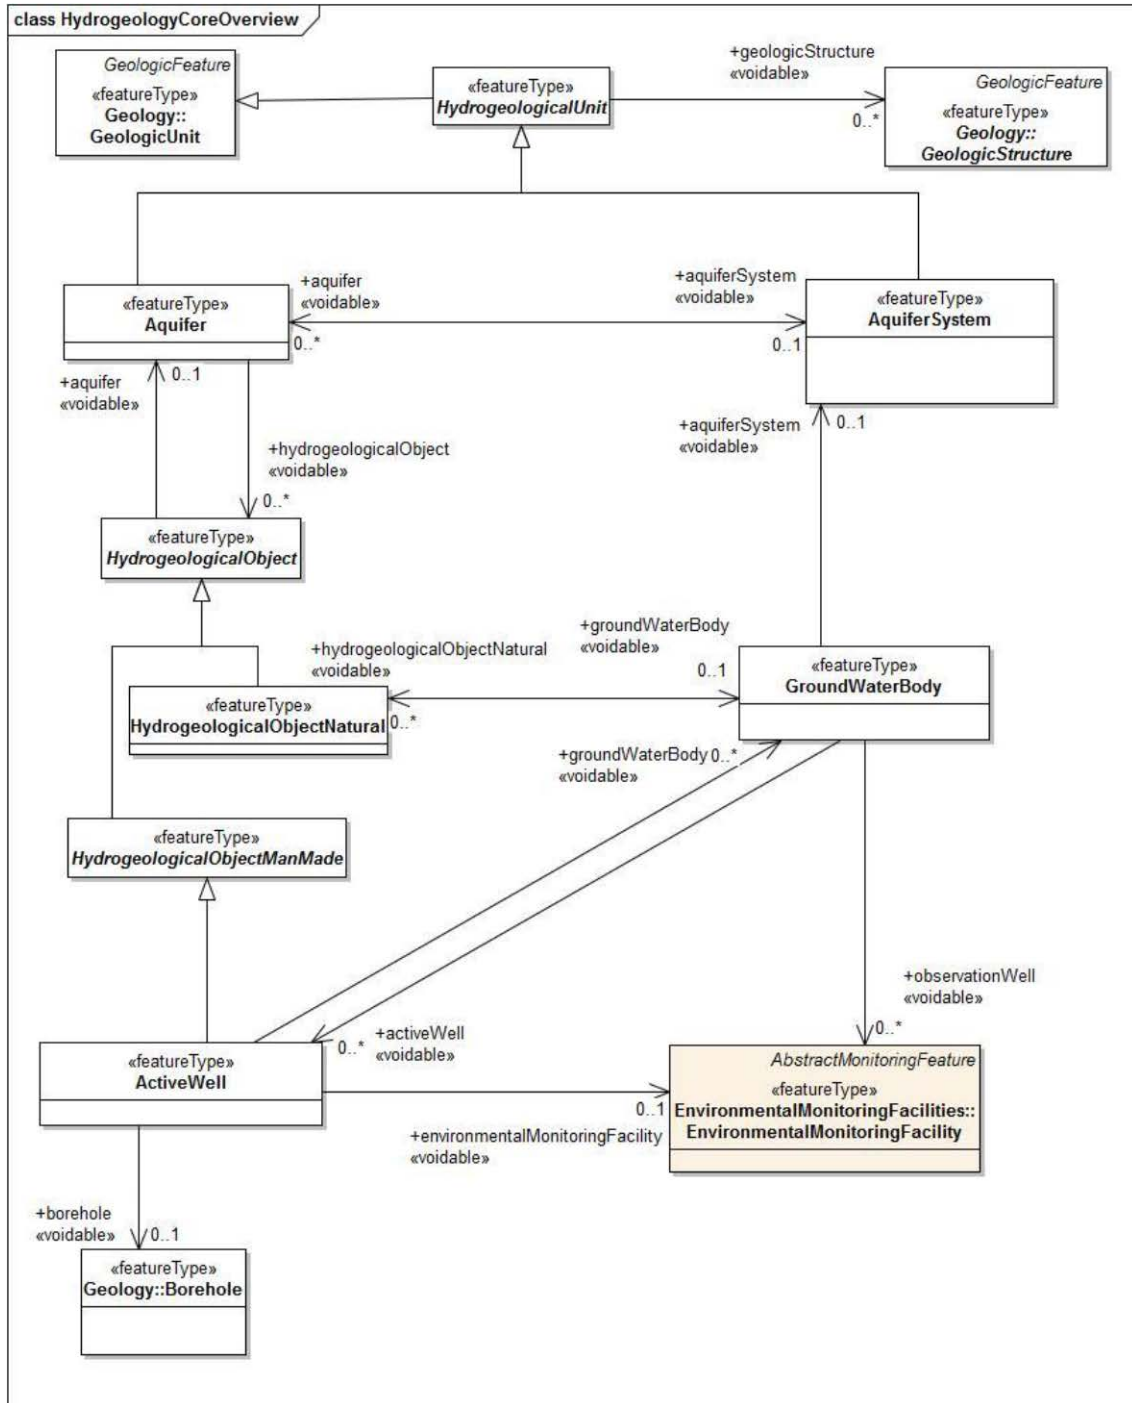 class HydrogeologyCoreOverview
GeologicFeature
«featureType»
Geology::
GeologicUnit
«featureType»
HydrogeologicalUnit
+geologicStructure
«voidable»
0..*
GeologicFeature
«featureType»
Geology::
GeologicStructure
«featureType»
Aquifer
+aquifer
«voidable»
0..*
+aquiferSystem
«voidable»
0..1
«featureType»
AquiferSystem
+aquifer
«voidable»
0..1
+hydrogeologicalObject
«voidable»
0..*
+aquiferSystem
«voidable»
0..1
«featureType»
HydrogeologicalObject
+hydrogeologicalObjectNatural
«voidable»
0..*
+groundWaterBody
«voidable»
0..1
«featureType»
GroundWaterBody
«featureType»
HydrogeologicalObjectNatural
+groundWaterBody
«voidable»
0..*
«featureType»
HydrogeologicalObjectManMade
+observationWell
«voidable»
0..*
+activeWell
«voidable»
0..*
«featureType»
ActiveWell
AbstractMonitoringFeature
«featureType»
EnvironmentalMonitoringFacilities::
EnvironmentalMonitoringFacility
0..1
+environmentalMonitoringFacility
«voidable»
+borehole
«voidable»
0..1
«featureType»
Geology::Borehole